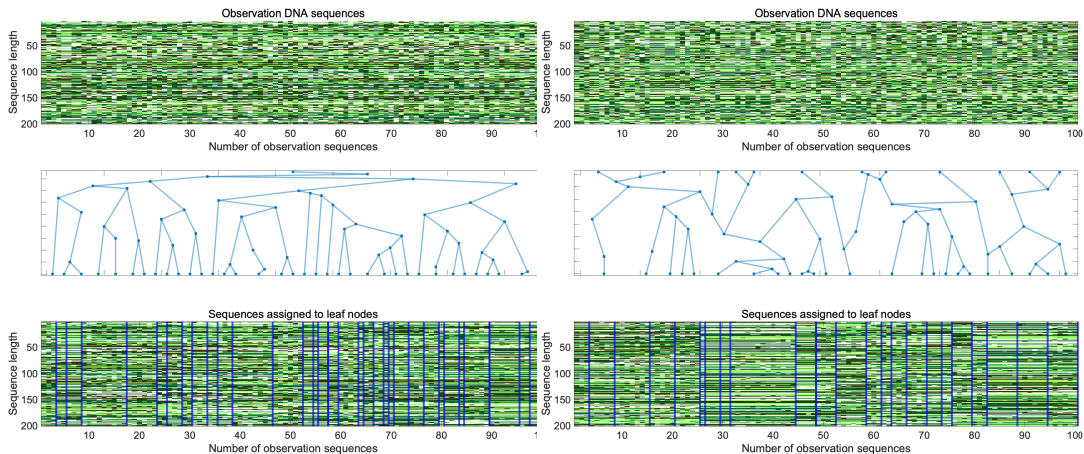 Observation DNA sequences
Sequence length
50
100
150
200
10 20 30 40 50 60 70 80 90 1
Number of observation sequences
Observation DNA sequences
Sequence length
50
100
150
200
10 20 30 40 50 60 70 80 90 100
Number of observation sequences
Sequences assigned to leaf nodes
Sequence length
50
100
150
200
10 20 30 40 50 60 70 80 90
Number of observation sequences
Sequences assigned to leaf nodes
Sequence length
50
100
150
200
10 20 30 40 50 60 70 80 90 100
Number of observation sequences